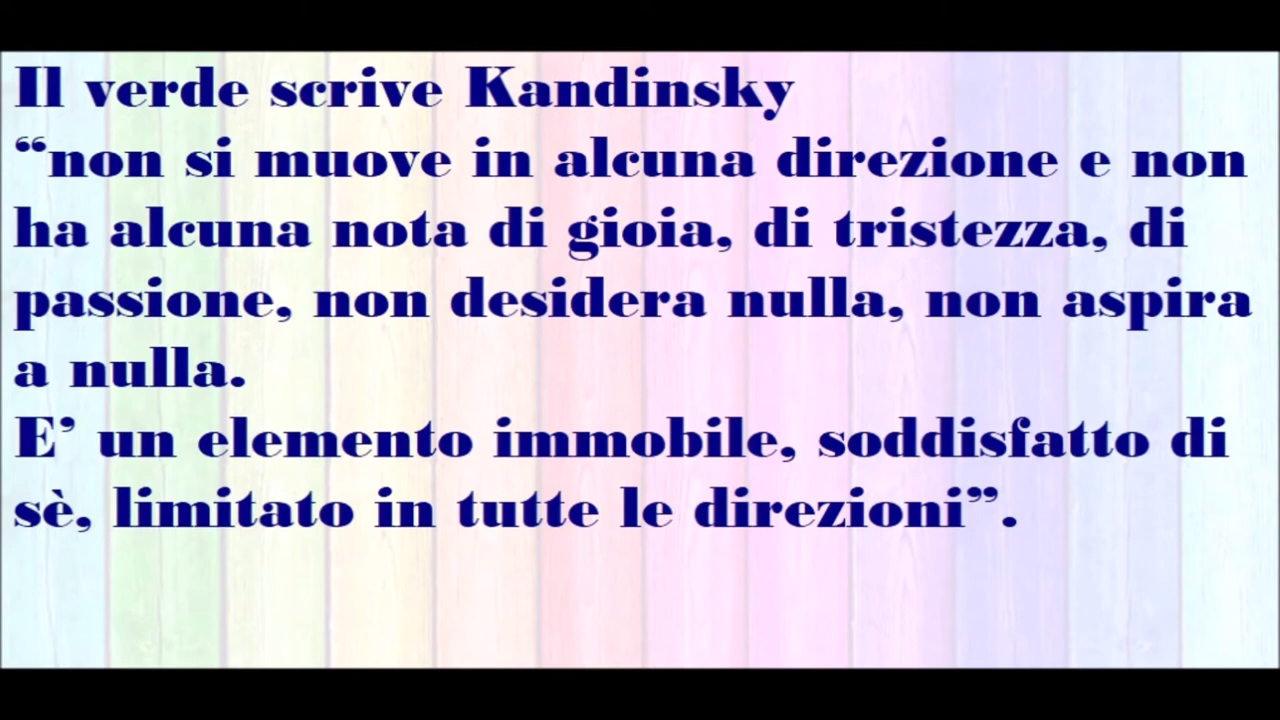 Il verde scrive Kandinsky
“non si muove in alcuna direzione e non
ha alcuna nota di gioia, di tristezza, di
passione, non desidera nulla, non aspira
a nulla.
E’ un elemento immobile, soddisfatto di
sè, limitato in tutte le direzioni”.